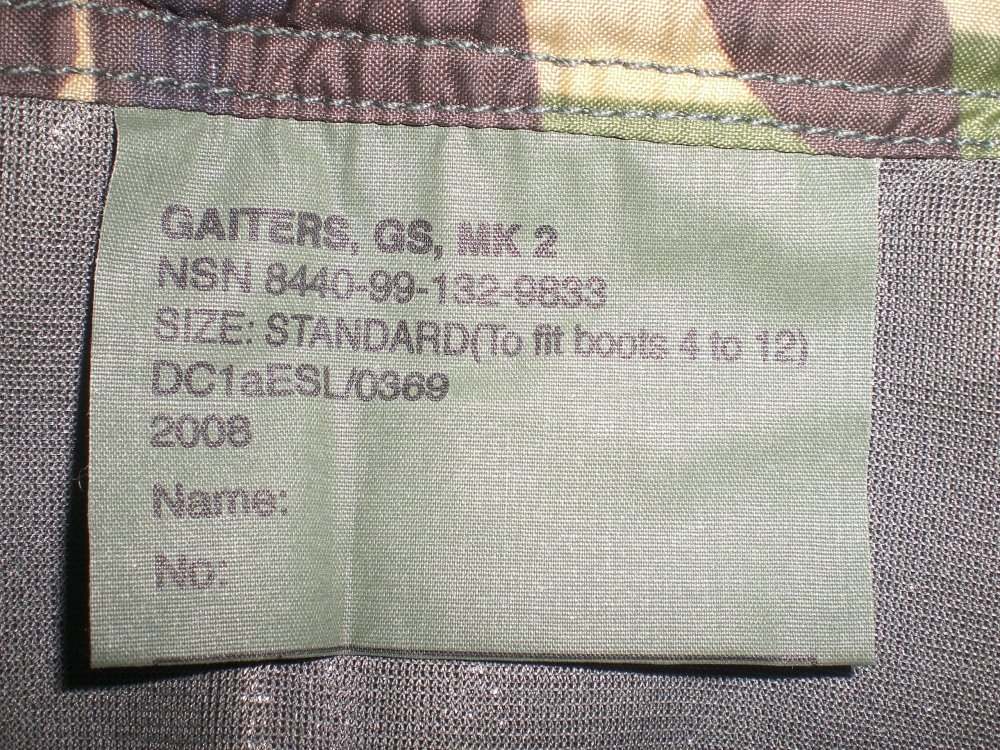 GAITERS, GS, MK 2
NSN 8440-99-132-9833
SIZE: STANDARD(To fit boots 4 to 12)
DC1aESL/0369
2008
Name:
No: